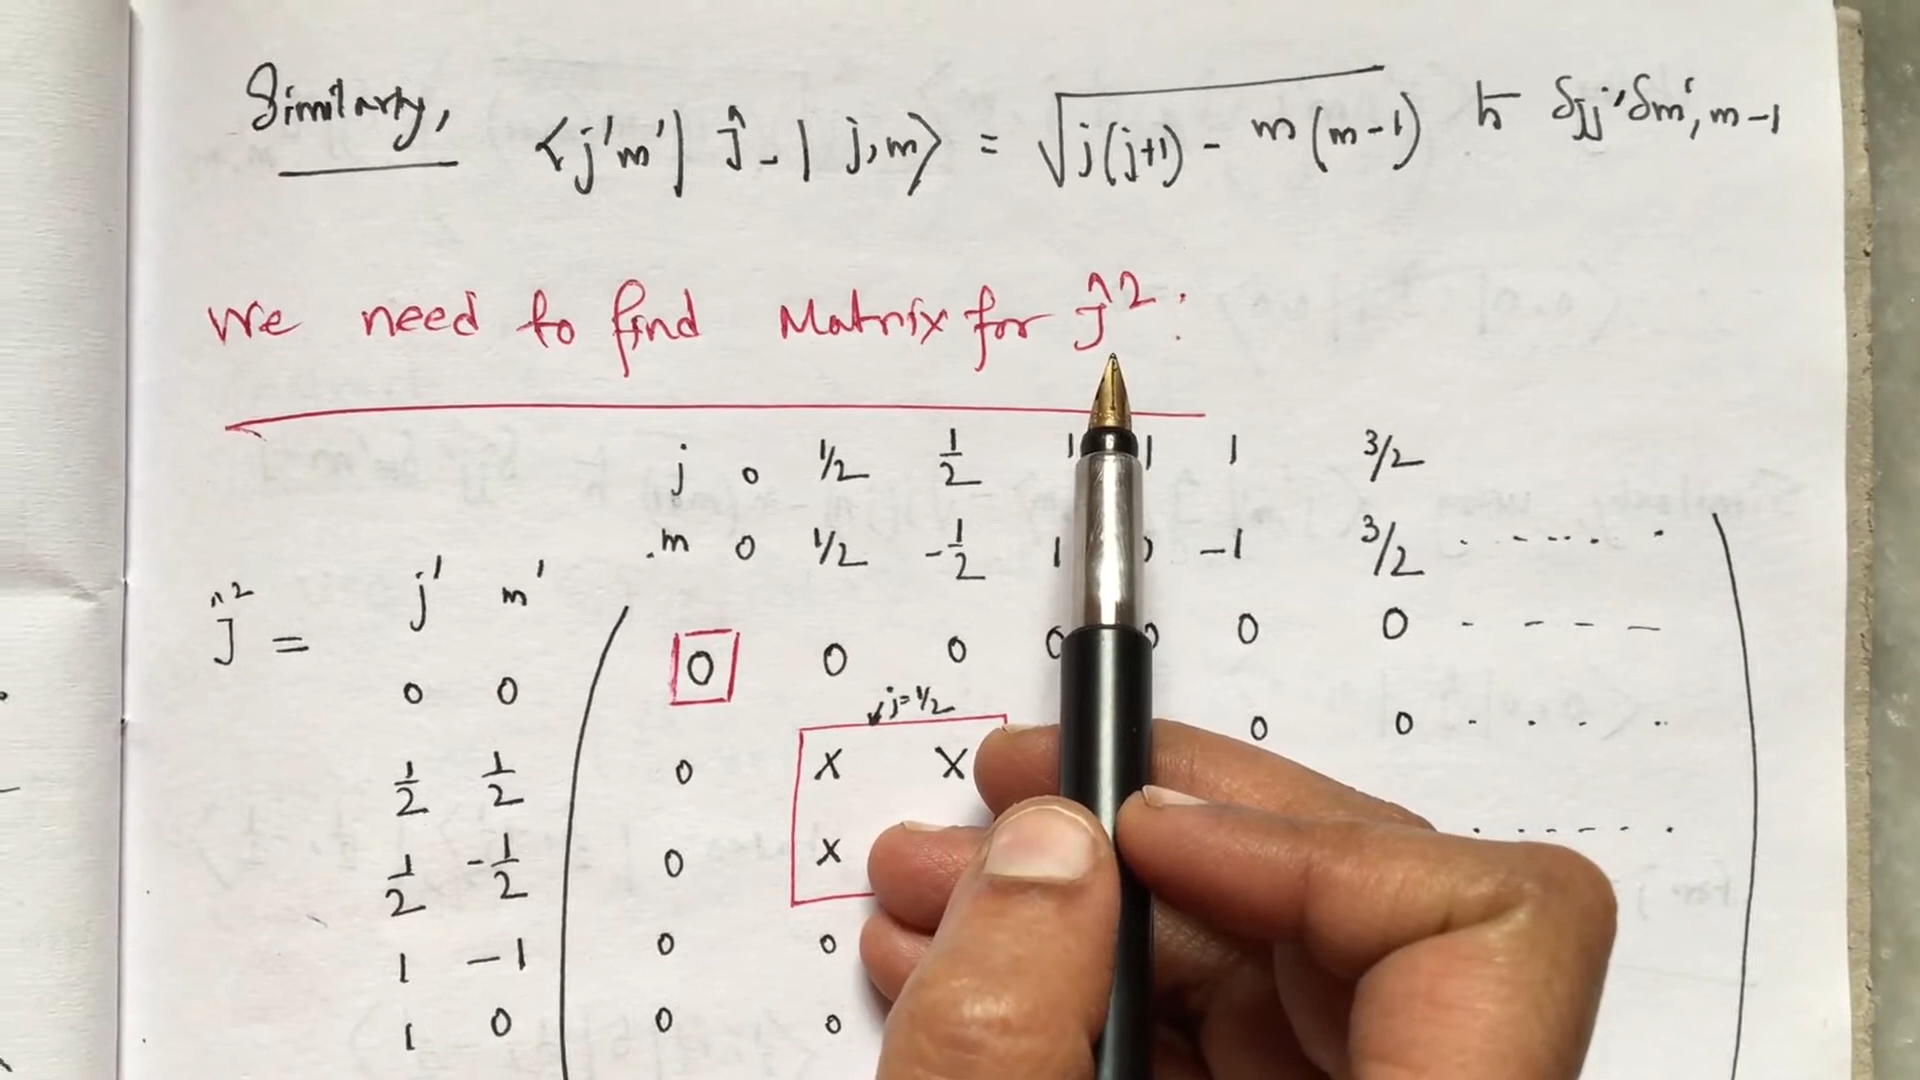 Similarly, ⟨j'm'| Ĵ- | j,m⟩ = √j(j+1) - m(m-1) ħ δjj' δm', m-1
We need to find Matrix for Ĵ²:
j 0 1/2 1/2 1 1 1 3/2
m 0 1/2 -1/2 1 -1 3/2 . . . . . .
Ĵ² = j' m'
0 0 0 0 0 0 0 0 - - - -
j=1/2
1/2 1/2 0 X X 0 0 . . . .
1/2 -1/2 0 X . . . . . .
1 -1 0 0
1 0 0 0